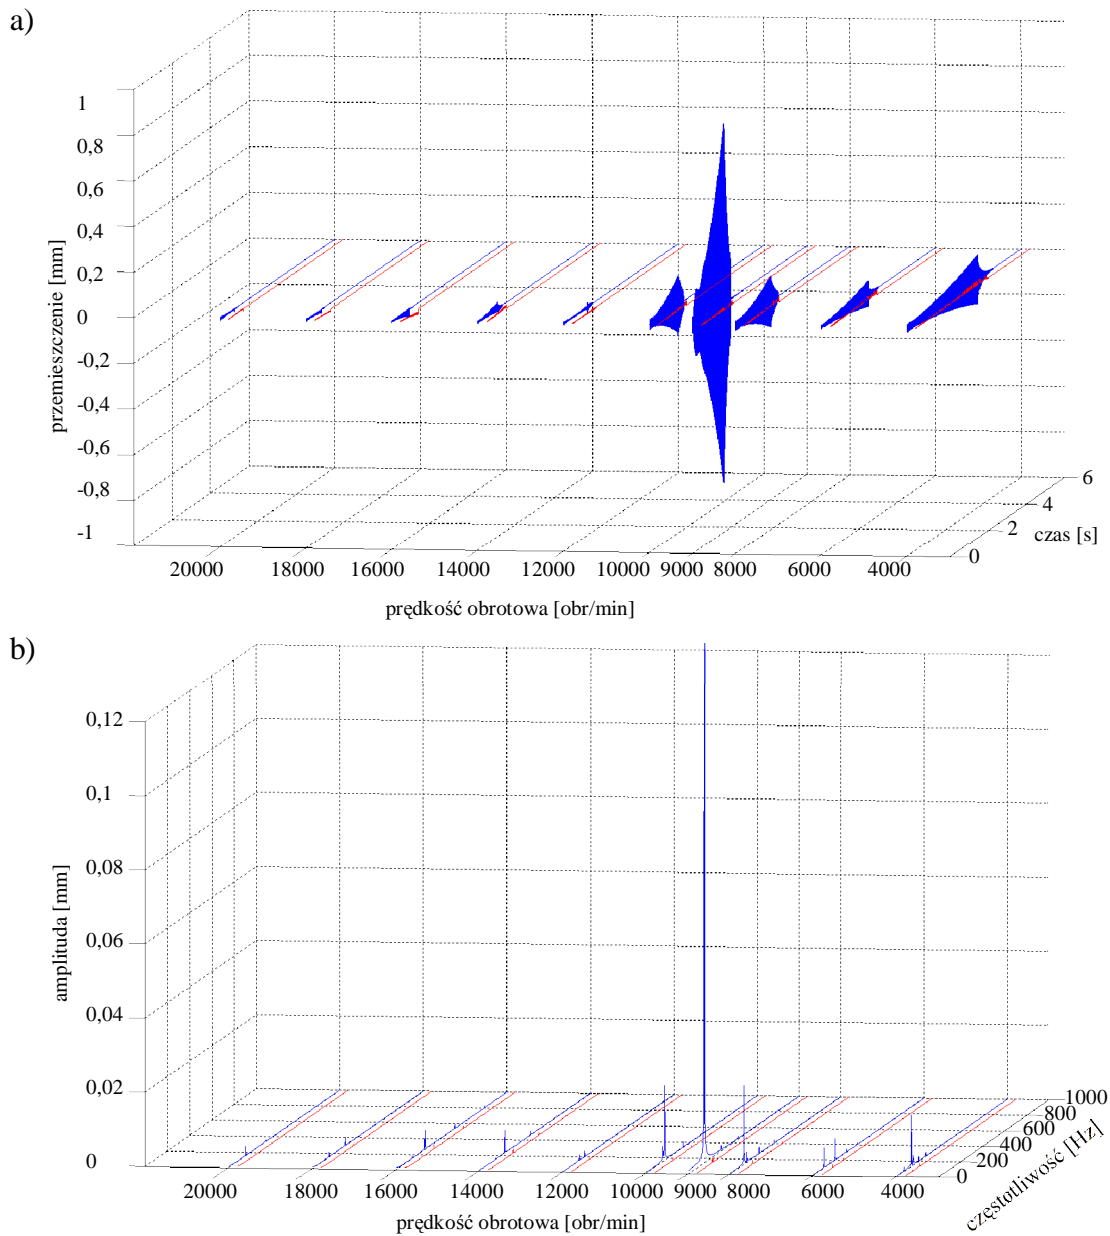 a)
1
0,8
0,6
0,4
0,2
0
-0,2
-0,4
-0,6
-0,8
-1
przemieszczenie [mm]
20000 18000 16000 14000 12000 10000 9000 8000 6000 4000
prędkość obrotowa [obr/min]
0 2 4 6
czas [s]
b)
0,12
0,1
0,08
0,06
0,04
0,02
0
amplituda [mm]
20000 18000 16000 14000 12000 10000 9000 8000 6000 4000
prędkość obrotowa [obr/min]
0 200 400 600 800 1000
częstotliwość [Hz]